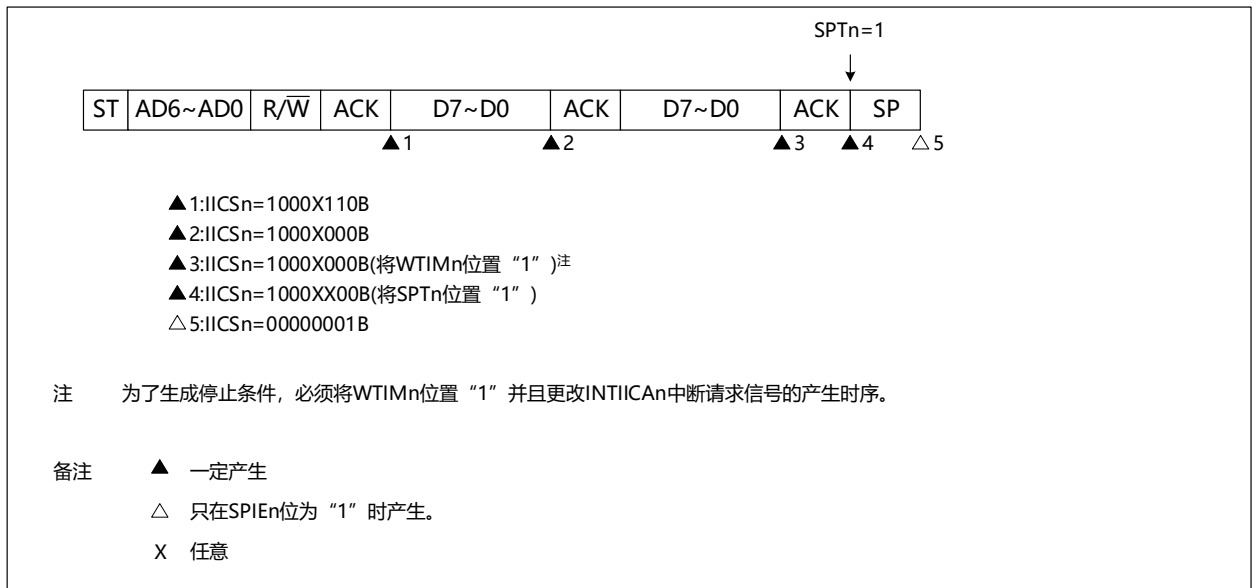 SPTn=1
ST AD6~AD0 R/W̅ ACK D7~D0 ACK D7~D0 ACK SP
▲1 ▲2 ▲3 ▲4 △5
▲1:IICSn=1000X110B
▲2:IICSn=1000X000B
▲3:IICSn=1000X000B(将WTIMn位置“1”)注
▲4:IICSn=1000XX00B(将SPTn位置“1”)
△5:IICSn=00000001B
注 为了生成停止条件，必须将WTIMn位置“1”并且更改INTIICAn中断请求信号的产生时序。
备注 ▲ 一定产生
△ 只在SPIEn位为“1”时产生。
X 任意